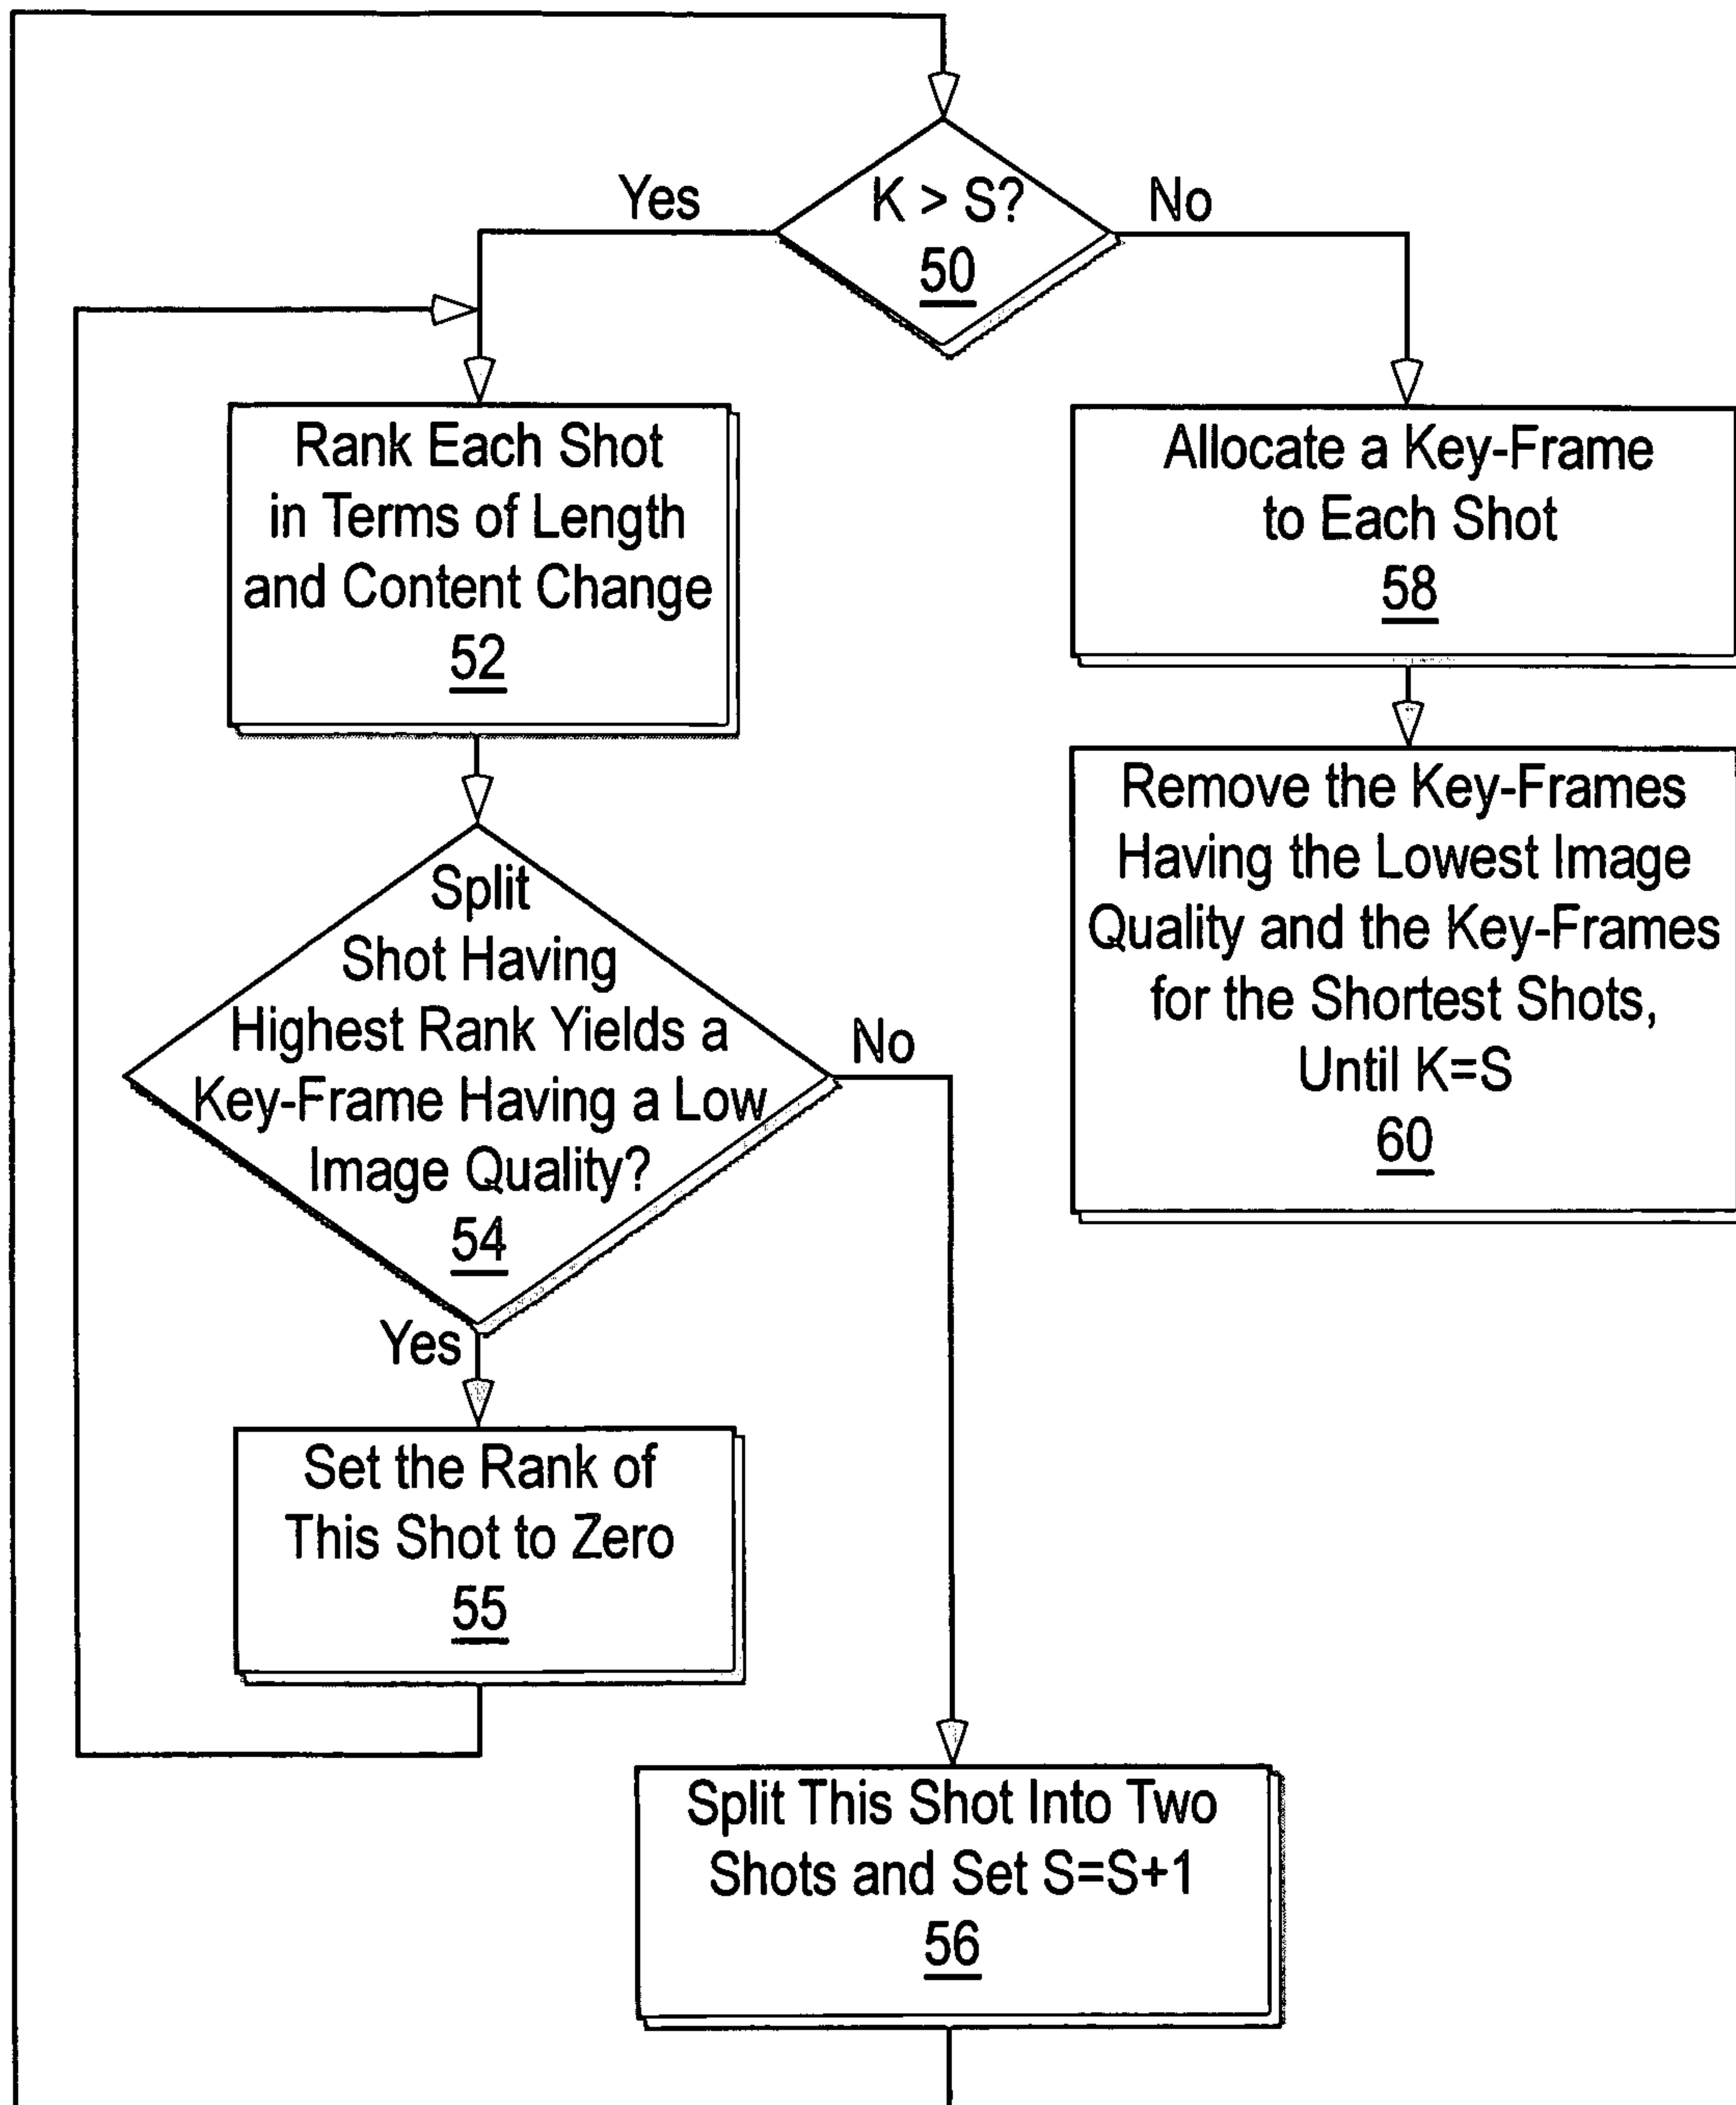 K > S?
50
Yes
No
Rank Each Shot
in Terms of Length
and Content Change
52
Allocate a Key-Frame
to Each Shot
58
Remove the Key-Frames
Having the Lowest Image
Quality and the Key-Frames
for the Shortest Shots,
Until K=S
60
Split
Shot Having
Highest Rank Yields a
Key-Frame Having a Low
Image Quality?
54
No
Yes
Set the Rank of
This Shot to Zero
55
Split This Shot Into Two
Shots and Set S=S+1
56